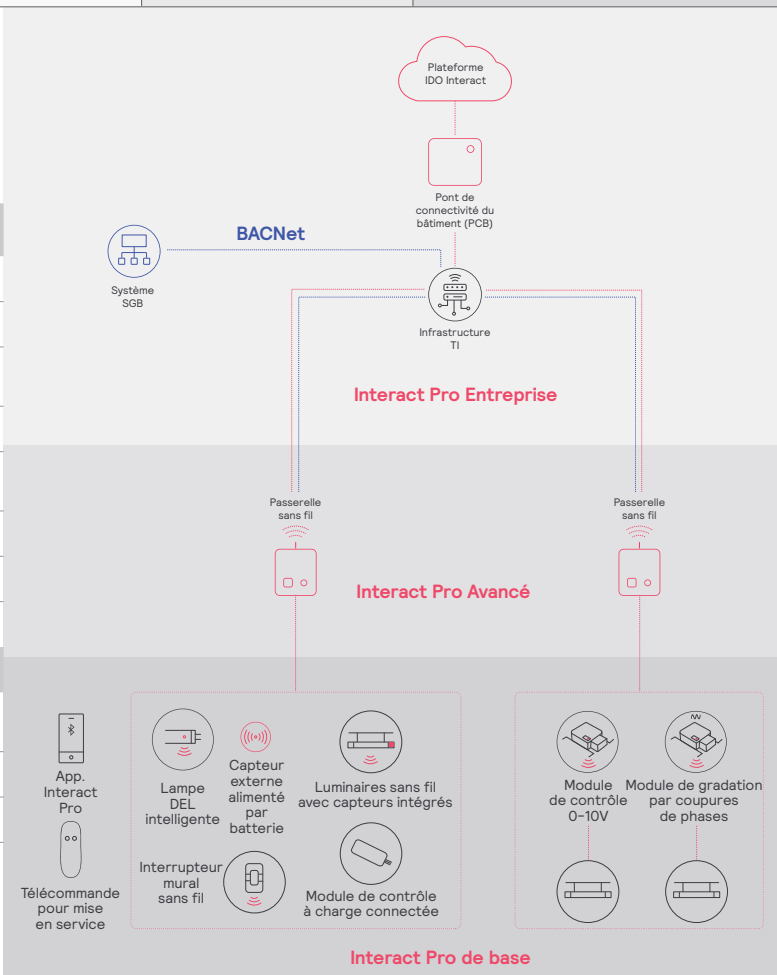 Plateforme
IDO Interact
Pont de
connectivité du
bâtiment (PCB)
BACNet
Système
SGB
Infrastructure
TI
Interact Pro Entreprise
Passerelle
sans fil
Passerelle
sans fil
Interact Pro Avancé
App.
Interact
Pro
Télécommande
pour mise
en service
Lampe
DEL
intelligente
Capteur
externe
alimenté
par
batterie
Luminaires sans fil
avec capteurs intégrés
Interrupteur
mural
sans fil
Module de contrôle
à charge connectée
Module
de contrôle
0-10V
Module de gradation
par coupures
de phases
Interact Pro de base